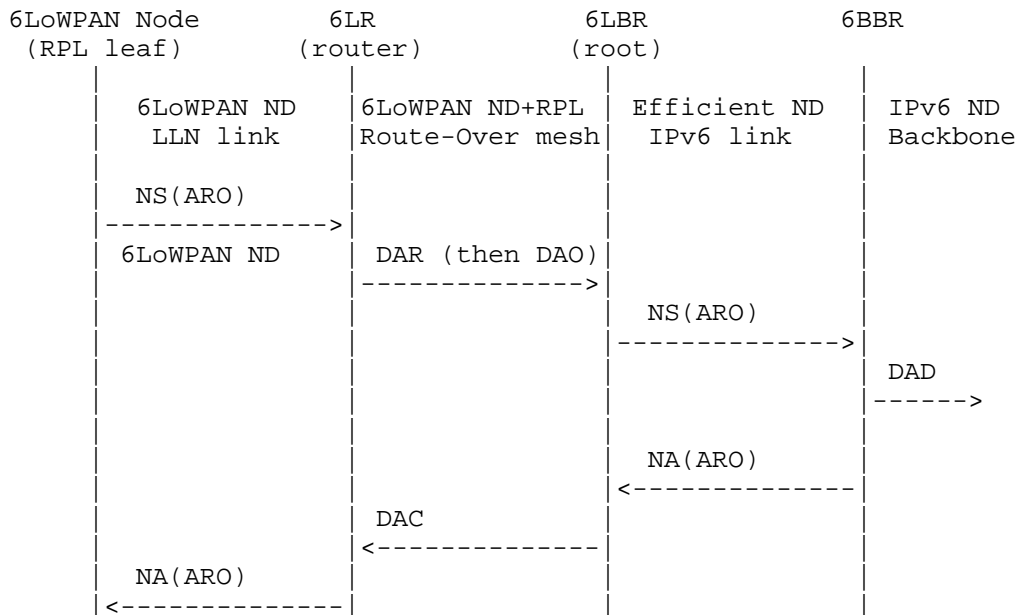 6LoWPAN Node 6LR 6LBR 6BBR
(RPL leaf) (router) (root)
6LoWPAN ND 6LoWPAN ND+RPL Efficient ND IPv6 ND
LLN link Route-Over mesh IPv6 link Backbone
NS(ARO)
6LoWPAN ND DAR (then DAO)
NS(ARO)
DAD
NA(ARO)
DAC
NA(ARO)